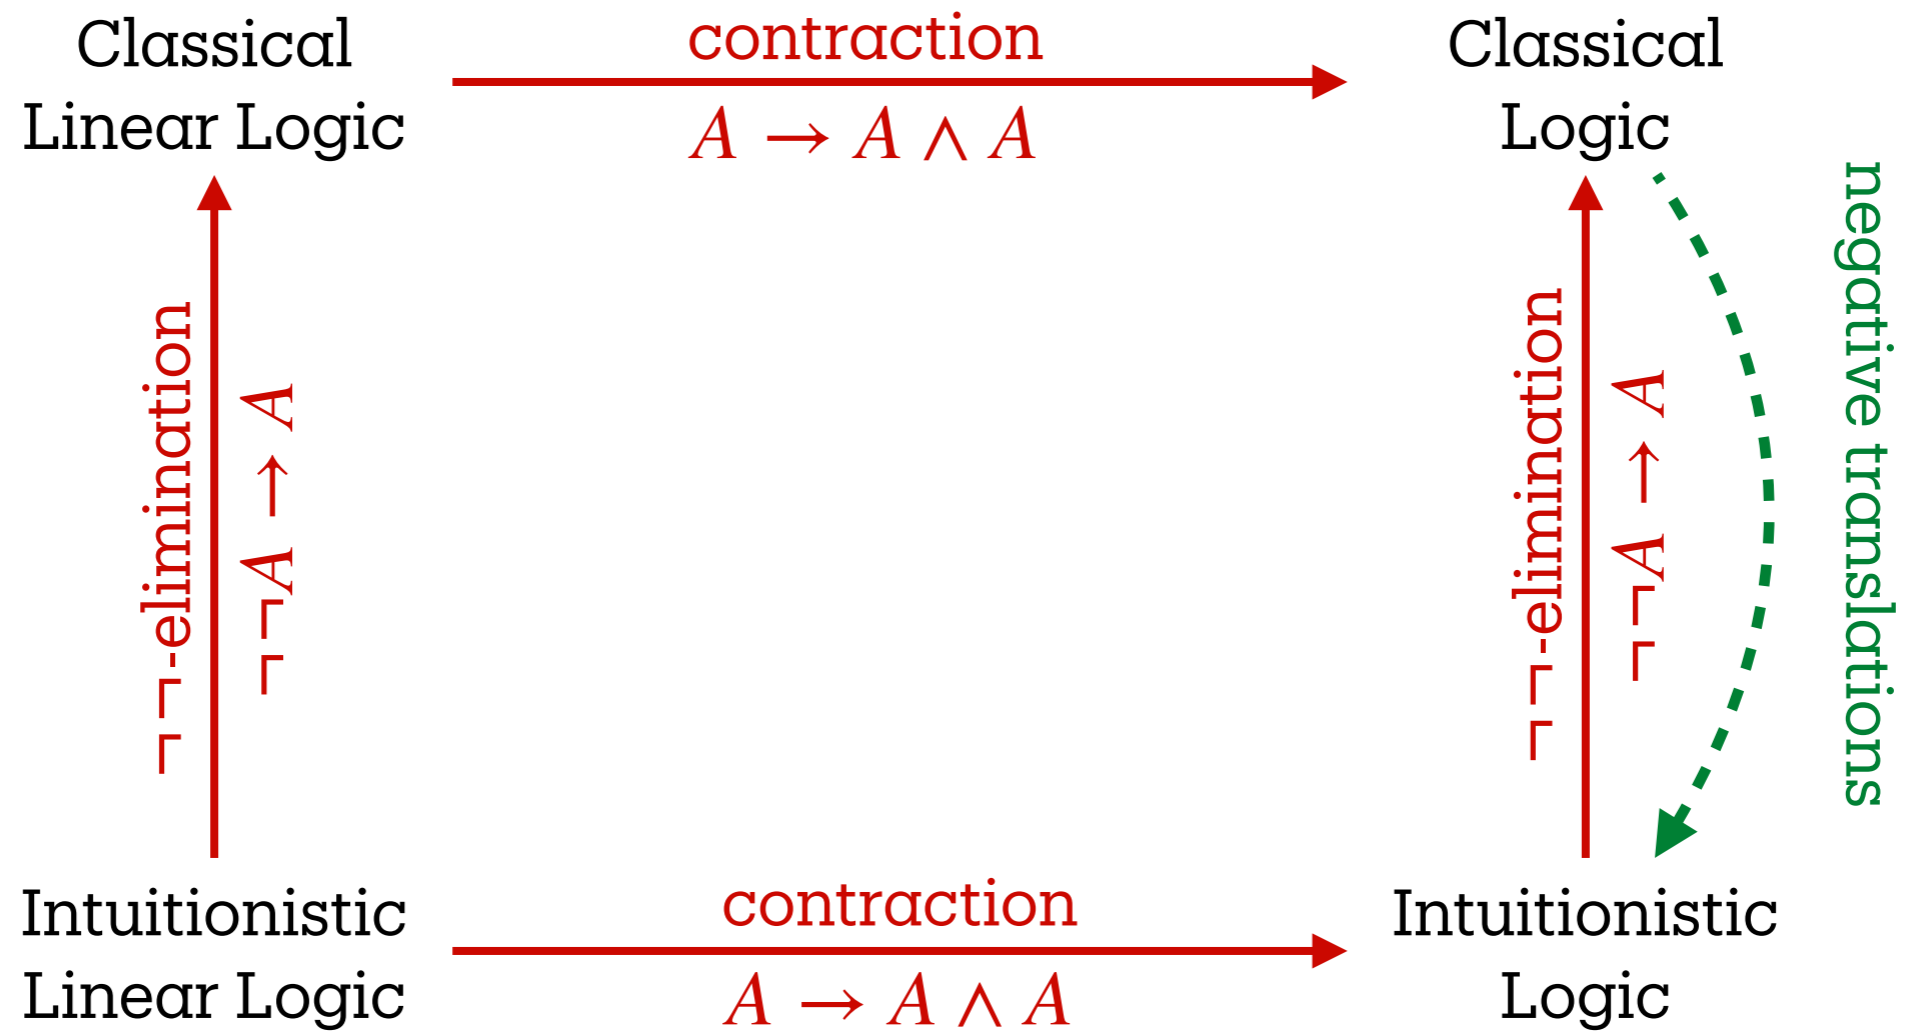 Classical
Linear Logic
contraction
A → A ∧ A
Classical
Logic
¬¬-elimination
¬¬A → A
¬¬-elimination
¬¬A → A
negative translations
Intuitionistic
Linear Logic
contraction
A → A ∧ A
Intuitionistic
Logic